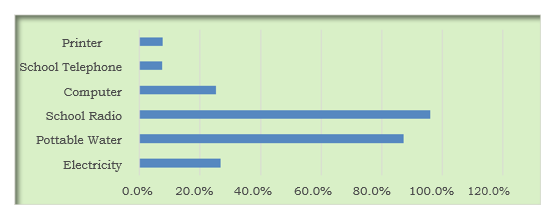 Printer
School Telephone
Computer
School Radio
Pottable Water
Electricity
0.0% 20.0% 40.0% 60.0% 80.0% 100.0% 120.0%